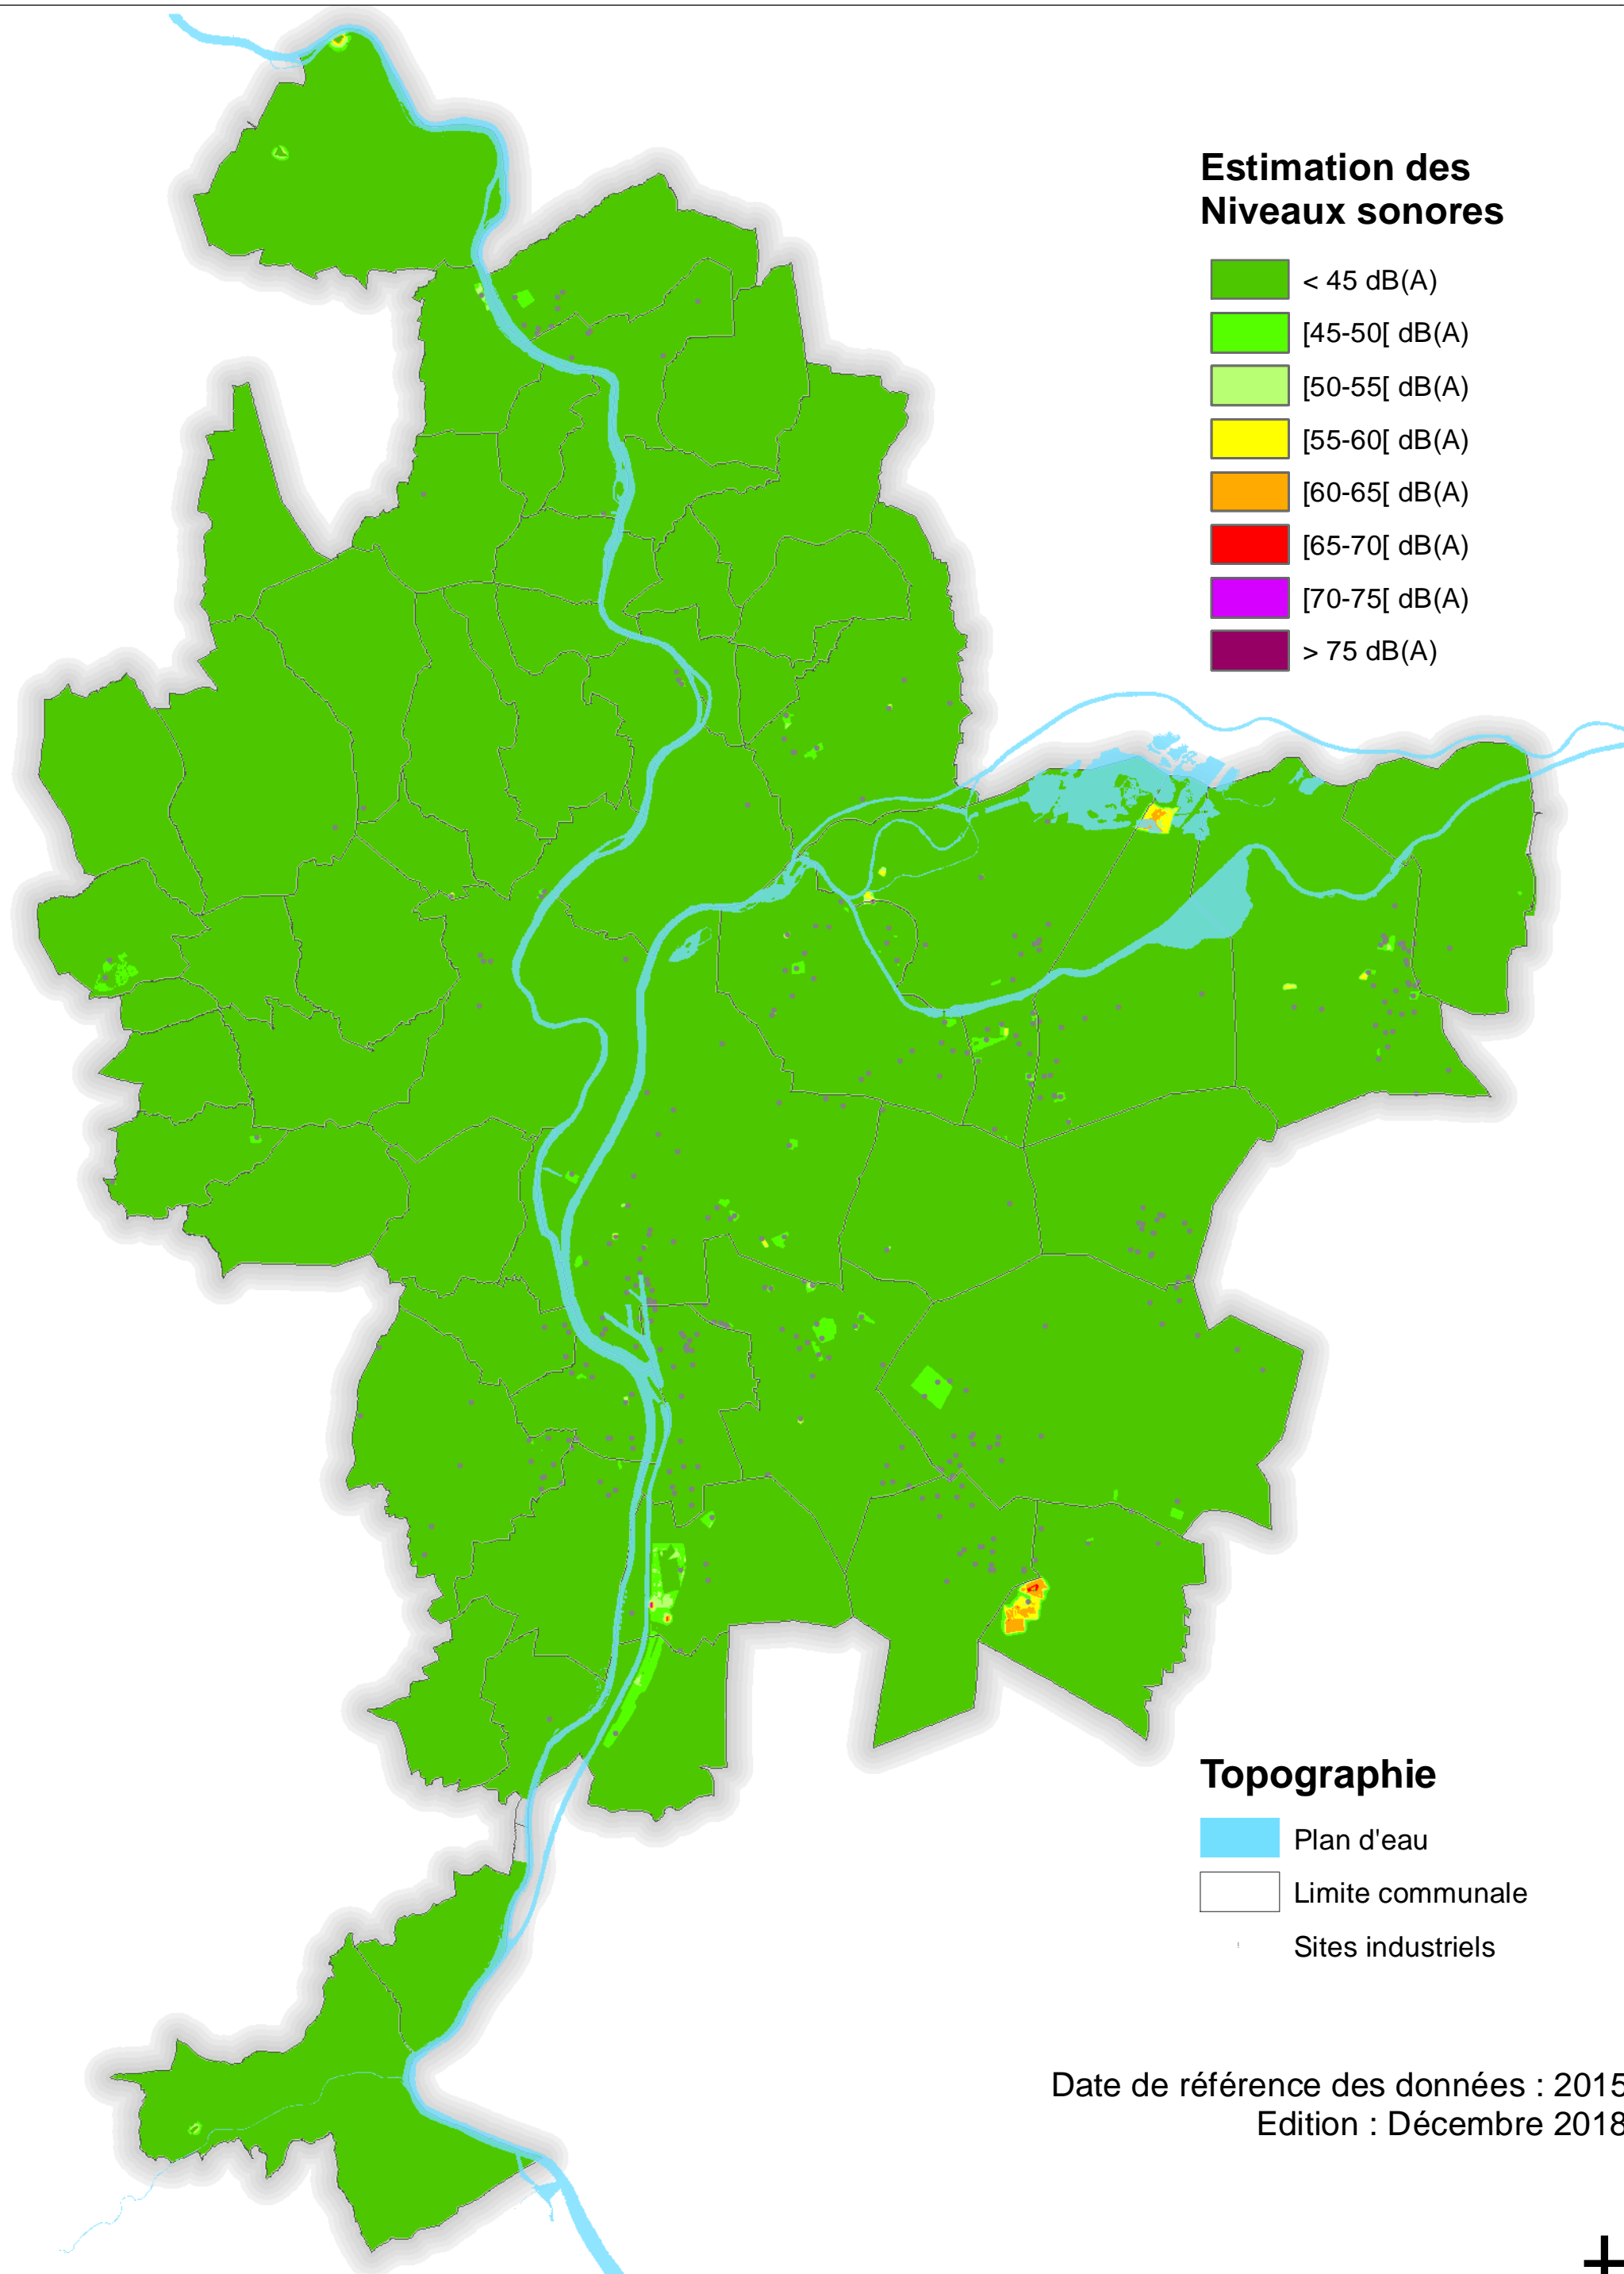 Estimation des
Niveaux sonores
< 45 dB(A)
[45-50[ dB(A)
[50-55[ dB(A)
[55-60[ dB(A)
[60-65[ dB(A)
[65-70[ dB(A)
[70-75[ dB(A)
> 75 dB(A)
Topographie
Plan d'eau
Limite communale
Sites industriels
Date de référence des données : 2015
Edition : Décembre 2018